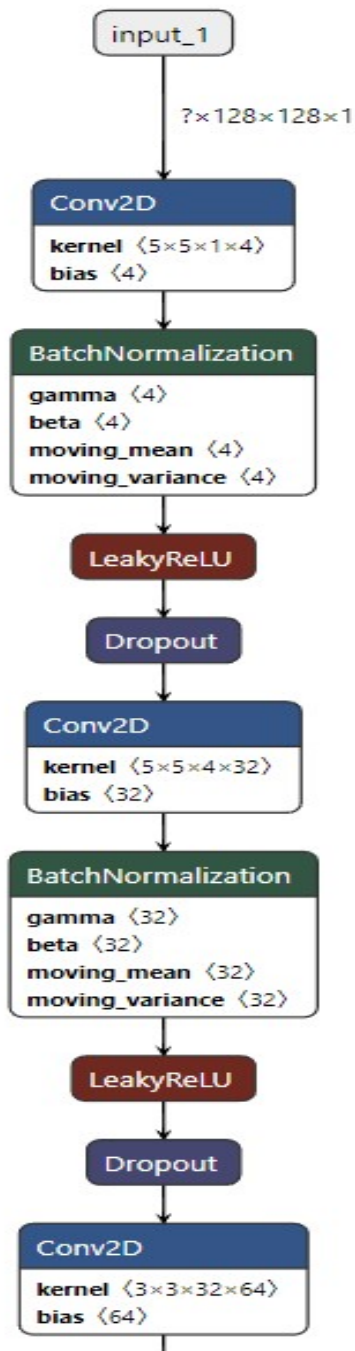 input_1
?×128×128×1
Conv2D
kernel ⟨5×5×1×4⟩
bias ⟨4⟩
BatchNormalization
gamma ⟨4⟩
beta ⟨4⟩
moving_mean ⟨4⟩
moving_variance ⟨4⟩
LeakyReLU
Dropout
Conv2D
kernel ⟨5×5×4×32⟩
bias ⟨32⟩
BatchNormalization
gamma ⟨32⟩
beta ⟨32⟩
moving_mean ⟨32⟩
moving_variance ⟨32⟩
LeakyReLU
Dropout
Conv2D
kernel ⟨3×3×32×64⟩
bias ⟨64⟩